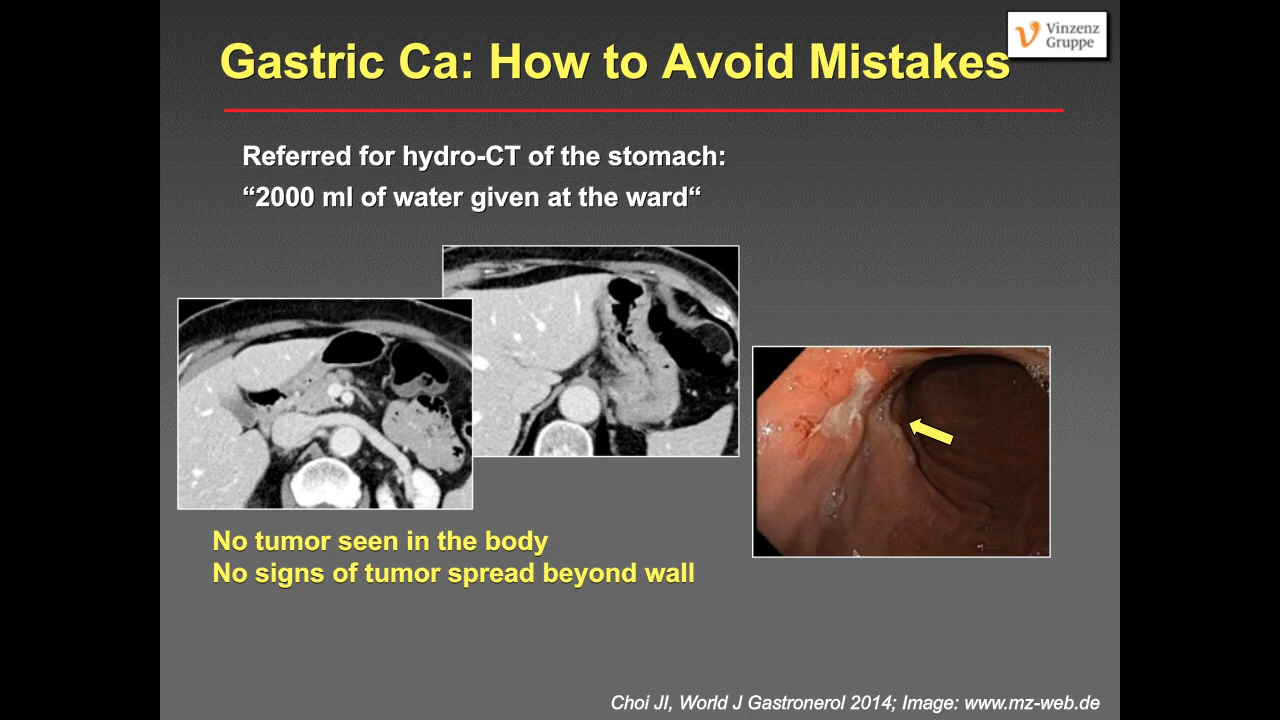 Gastric Ca: How to Avoid Mistakes
Vinzenz
Gruppe
Referred for hydro-CT of the stomach:
“2000 ml of water given at the ward“
No tumor seen in the body
No signs of tumor spread beyond wall
Choi JI, World J Gastronerol 2014; Image: www.mz-web.de